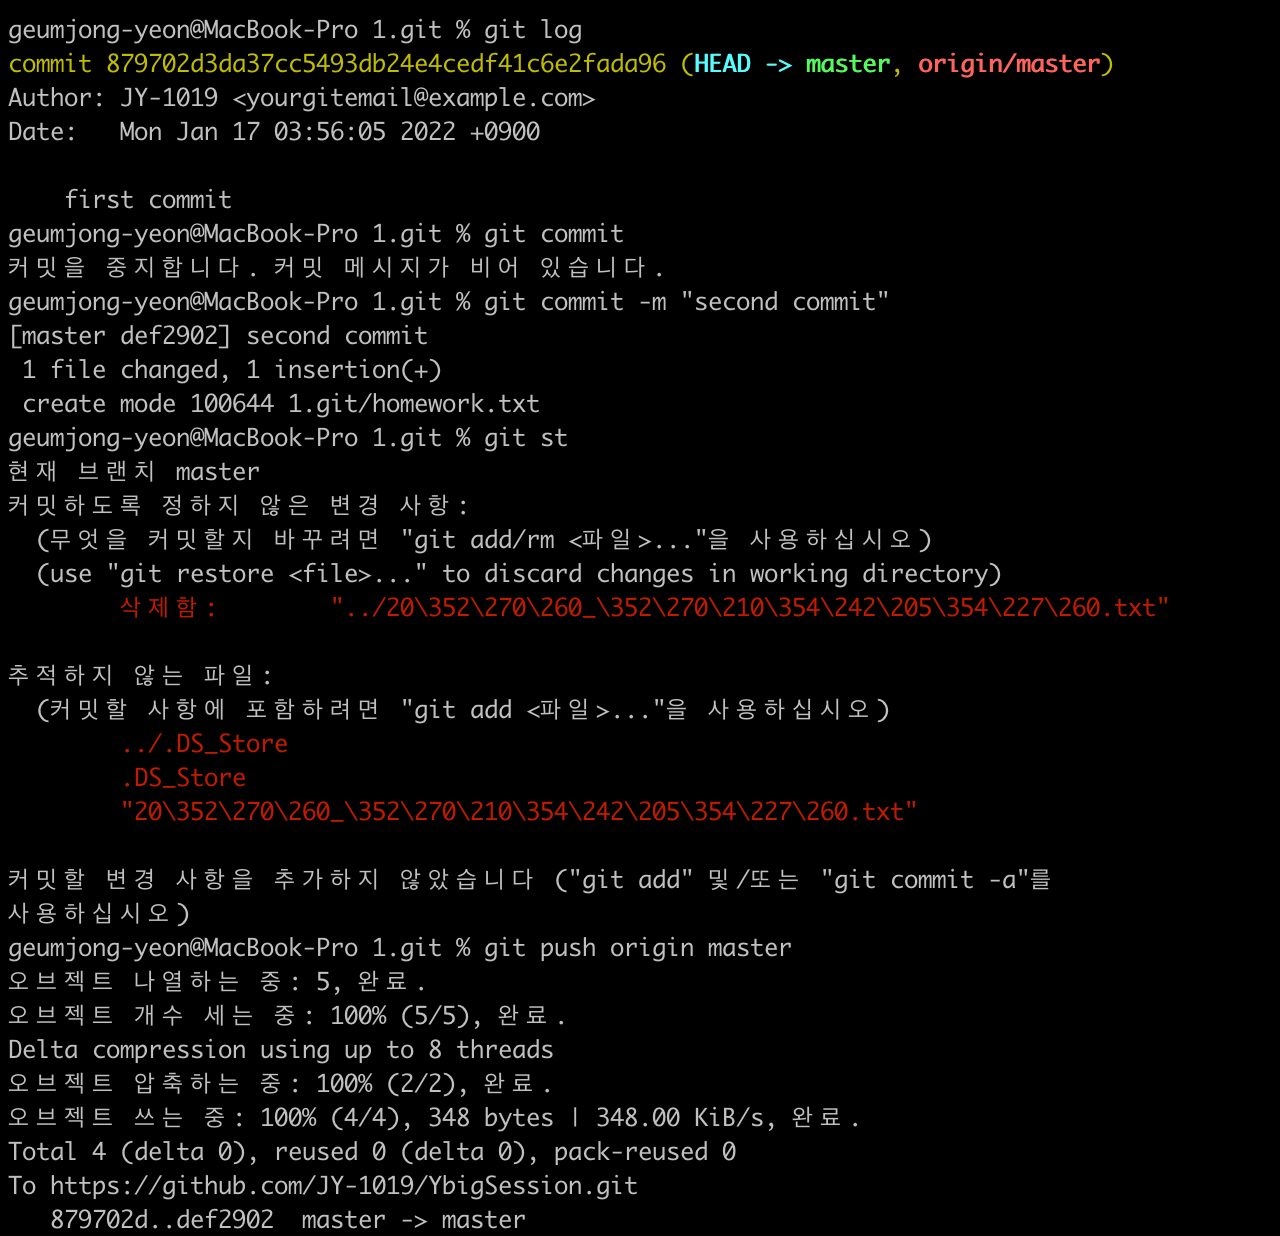 geumjong-yeon@MacBook-Pro 1.git % git log
commit 879702d3da37cc5493db24e4cedf41c6e2fada96 (HEAD -> master, origin/master)
Author: JY-1019 <yourgitemail@example.com>
Date:   Mon Jan 17 03:56:05 2022 +0900
    first commit
geumjong-yeon@MacBook-Pro 1.git % git commit
커밋을 중지합니다. 커밋 메시지가 비어 있습니다.
geumjong-yeon@MacBook-Pro 1.git % git commit -m "second commit"
[master def2902] second commit
 1 file changed, 1 insertion(+)
 create mode 100644 1.git/homework.txt
geumjong-yeon@MacBook-Pro 1.git % git st
현재 브랜치 master
커밋하도록 정하지 않은 변경 사항:
  (무엇을 커밋할지 바꾸려면 "git add/rm <파일>..."을 사용하십시오)
  (use "git restore <file>..." to discard changes in working directory)
        삭제함:        "../20\352\270\260_\352\270\210\354\242\205\354\227\260.txt"
추적하지 않는 파일:
  (커밋할 사항에 포함하려면 "git add <파일>..."을 사용하십시오)
        ../.DS_Store
        .DS_Store
        "20\352\270\260_\352\270\210\354\242\205\354\227\260.txt"
커밋할 변경 사항을 추가하지 않았습니다 ("git add" 및/또는 "git commit -a"를
사용하십시오)
geumjong-yeon@MacBook-Pro 1.git % git push origin master
오브젝트 나열하는 중: 5, 완료.
오브젝트 개수 세는 중: 100% (5/5), 완료.
Delta compression using up to 8 threads
오브젝트 압축하는 중: 100% (2/2), 완료.
오브젝트 쓰는 중: 100% (4/4), 348 bytes | 348.00 KiB/s, 완료.
Total 4 (delta 0), reused 0 (delta 0), pack-reused 0
To https://github.com/JY-1019/YbigSession.git
   879702d..def2902  master -> master